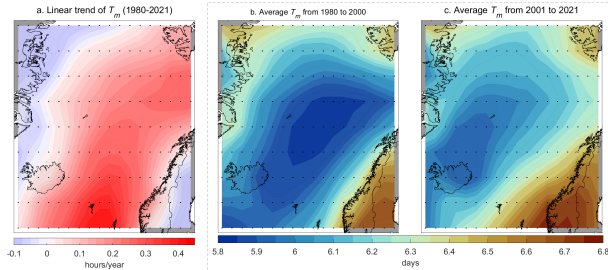 a. Linear trend of Tm (1980-2021)
b. Average Tm from 1980 to 2000
c. Average Tm from 2001 to 2021
-0.1 0 0.1 0.2 0.3 0.4
hours/year
5.8 5.9 6 6.1 6.2 6.3 6.4 6.5 6.6 6.7 6.8
days